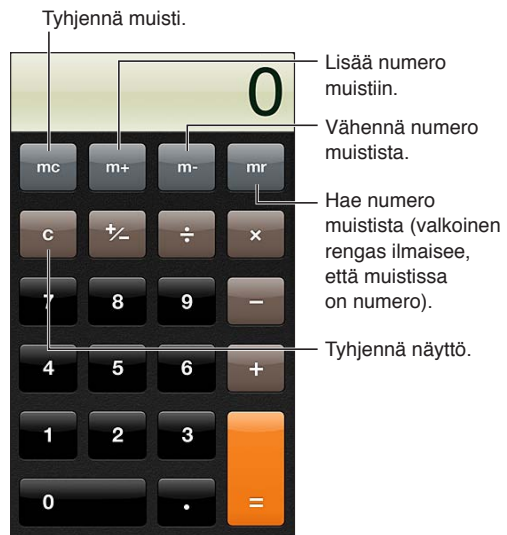 Tyhjennä muisti.
0
Lisää numero
muistiin.
Vähennä numero
muistista.
mc m+ m- mr
Hae numero
muistista (valkoinen
rengas ilmaisee,
että muistissa
on numero).
c +/− ÷ ×
7 8 9 −
Tyhjennä näyttö.
4 5 6 +
1 2 3
0 . =